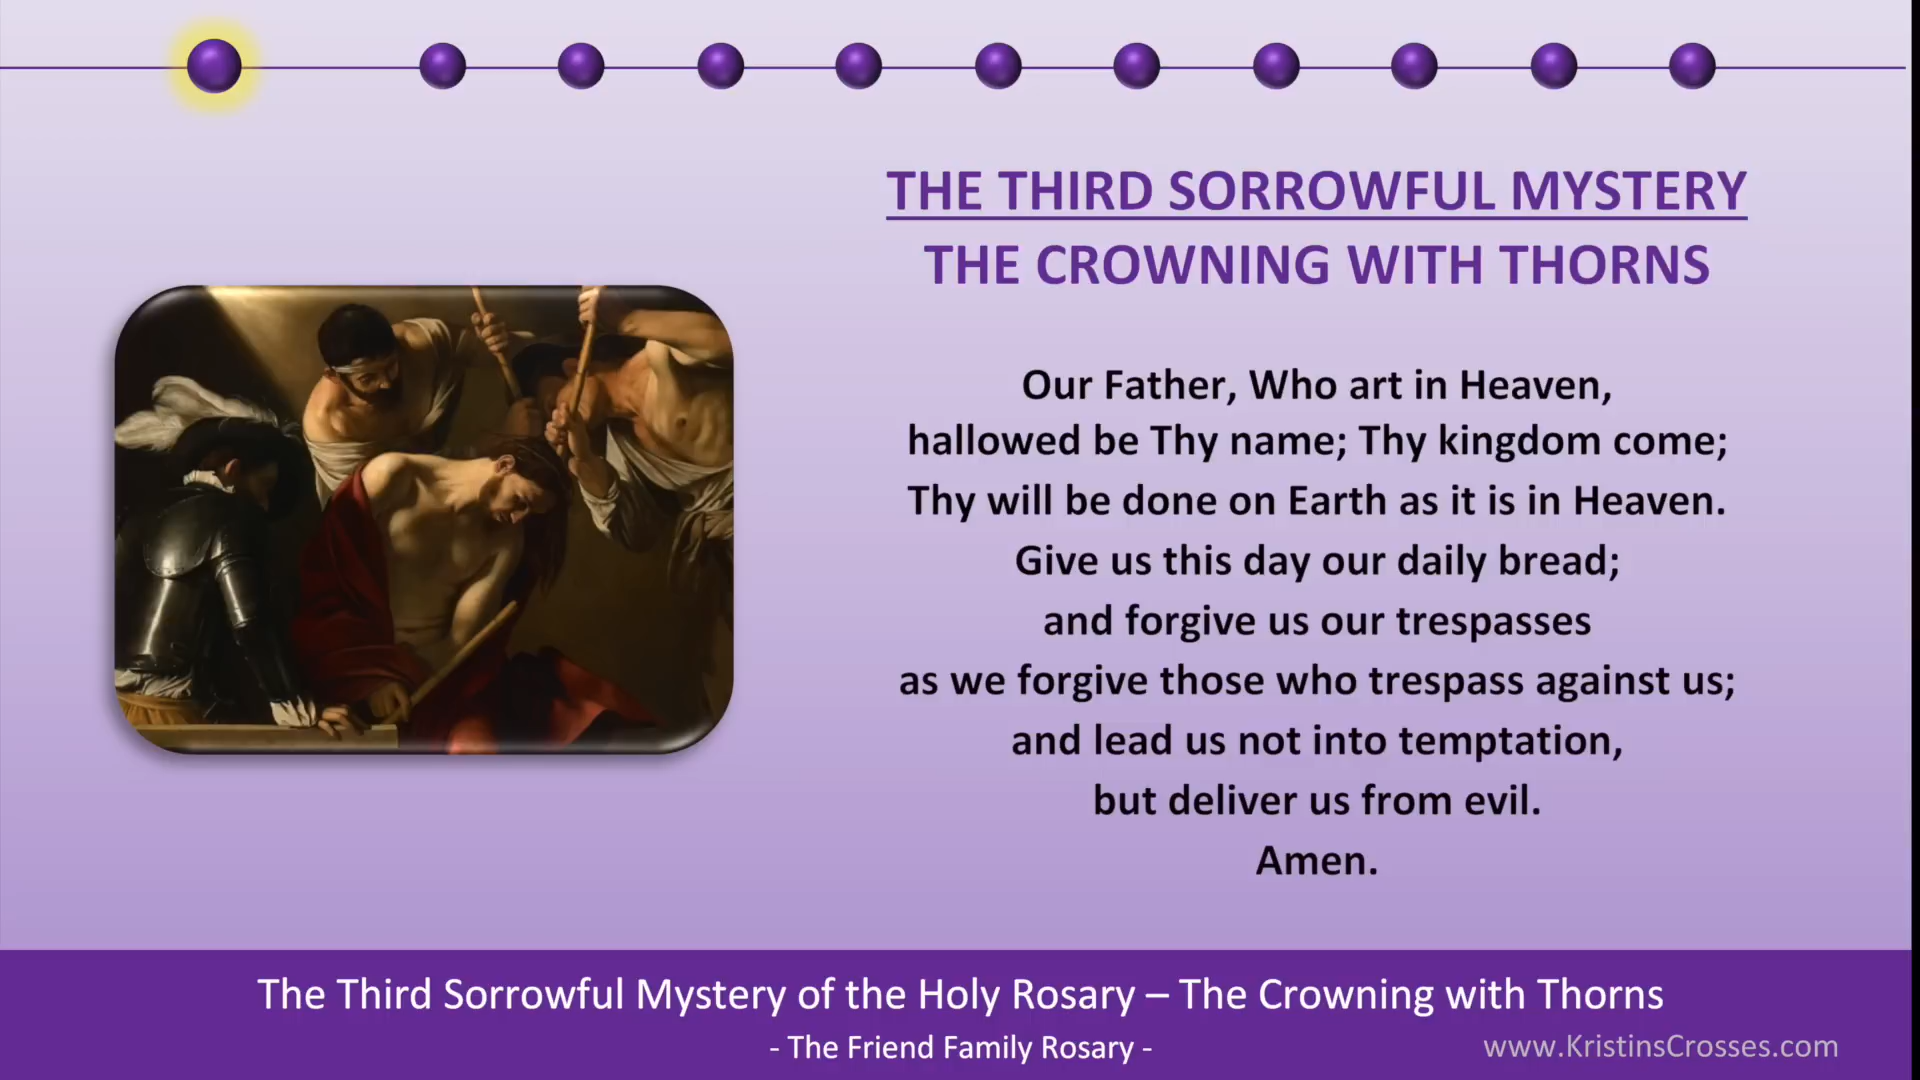 THE THIRD SORROWFUL MYSTERY
THE CROWNING WITH THORNS
Our Father, Who art in Heaven,
hallowed be Thy name; Thy kingdom come;
Thy will be done on Earth as it is in Heaven.
Give us this day our daily bread;
and forgive us our trespasses
as we forgive those who trespass against us;
and lead us not into temptation,
but deliver us from evil.
Amen.
The Third Sorrowful Mystery of the Holy Rosary – The Crowning with Thorns
- The Friend Family Rosary -
www.KristinsCrosses.com